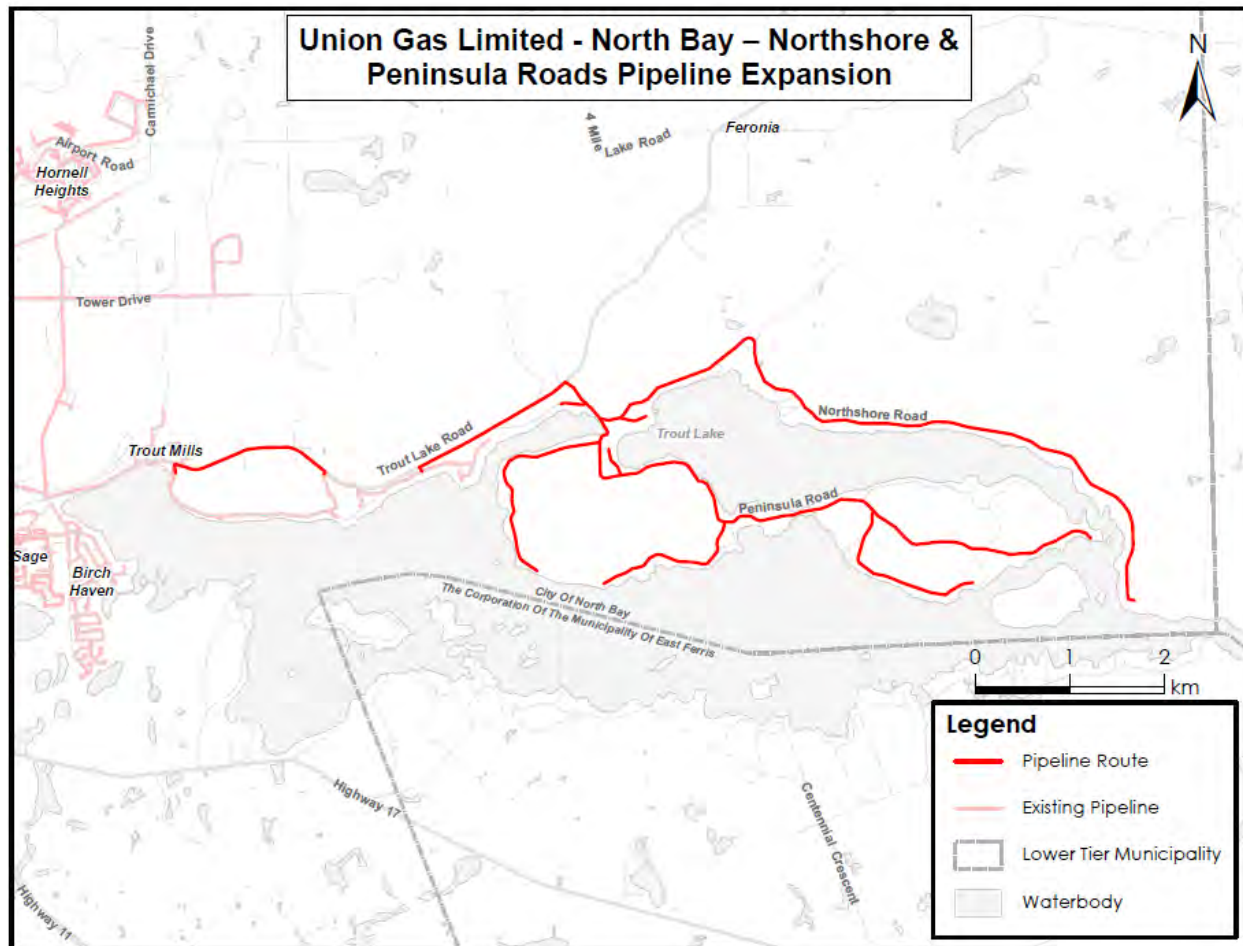 Union Gas Limited - North Bay – Northshore &
Peninsula Roads Pipeline Expansion
N
Carmichael Drive
Airport Road
Hornell
Heights
4 Mile
Lake Road
Feronia
Tower Drive
Trout Mills
Trout Lake Road
Trout Lake
Northshore Road
Peninsula Road
Sage
Birch
Haven
City Of North Bay
The Corporation Of The Municipality Of East Ferris
0 1 2
km
Highway 17
Centennial Crescent
Highway 11
Legend
Pipeline Route
Existing Pipeline
Lower Tier Municipality
Waterbody